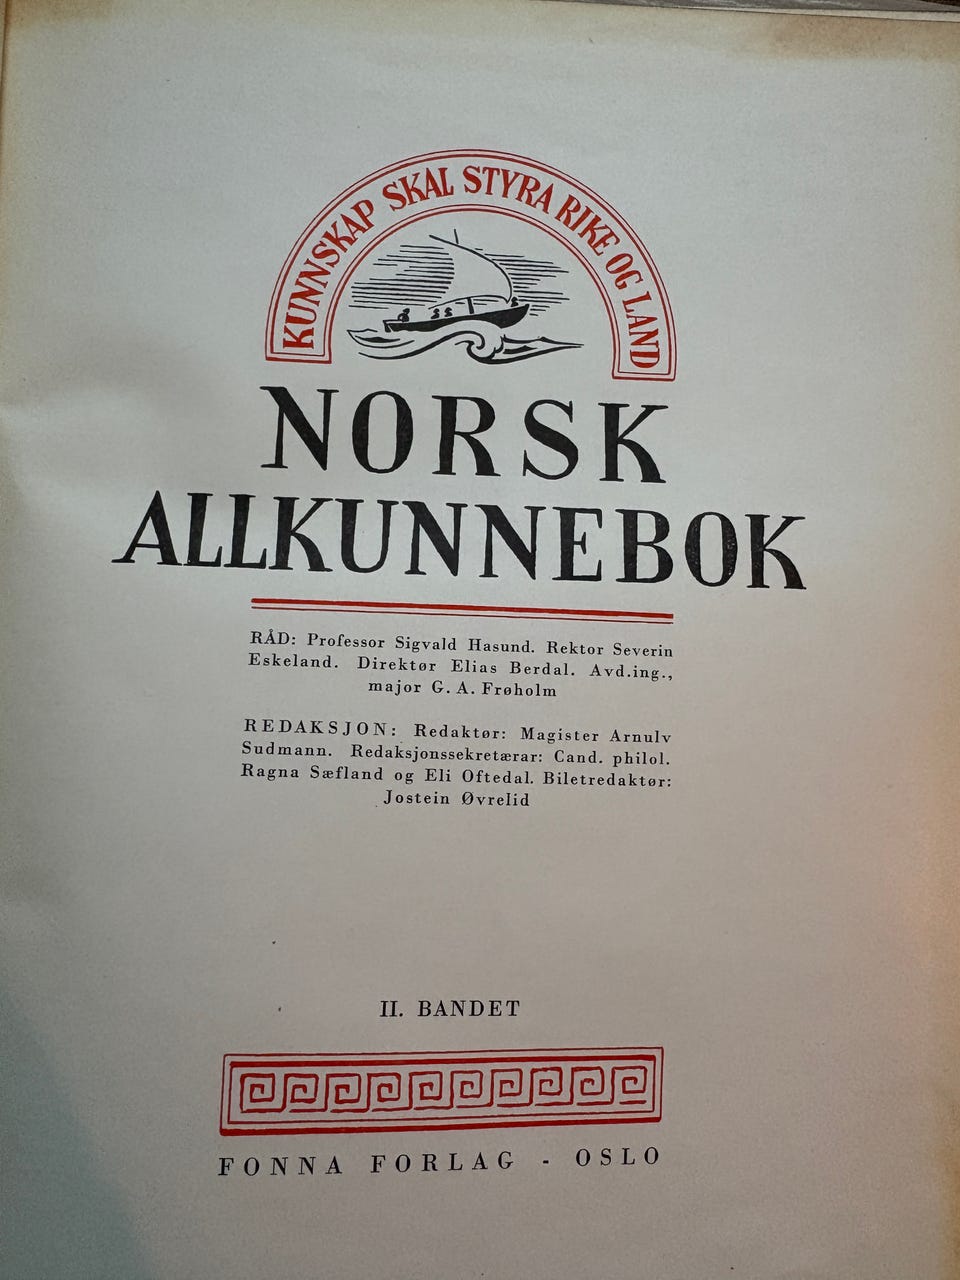 KUNNSKAP SKAL STYRA RIKE OG LAND
NORSK
ALLKUNNEBOK
RÅD: Professor Sigvald Hasund. Rektor Severin
Eskeland. Direktør Elias Berdal. Avd.ing.,
major G. A. Frøholm
REDAKSJON: Redaktør: Magister Arnulv
Sudmann. Redaksjonssekretærar: Cand. philol.
Ragna Sæfland og Eli Oftedal. Biletredaktør:
Jostein Øvrelid
II. BANDET
FONNA FORLAG - OSLO